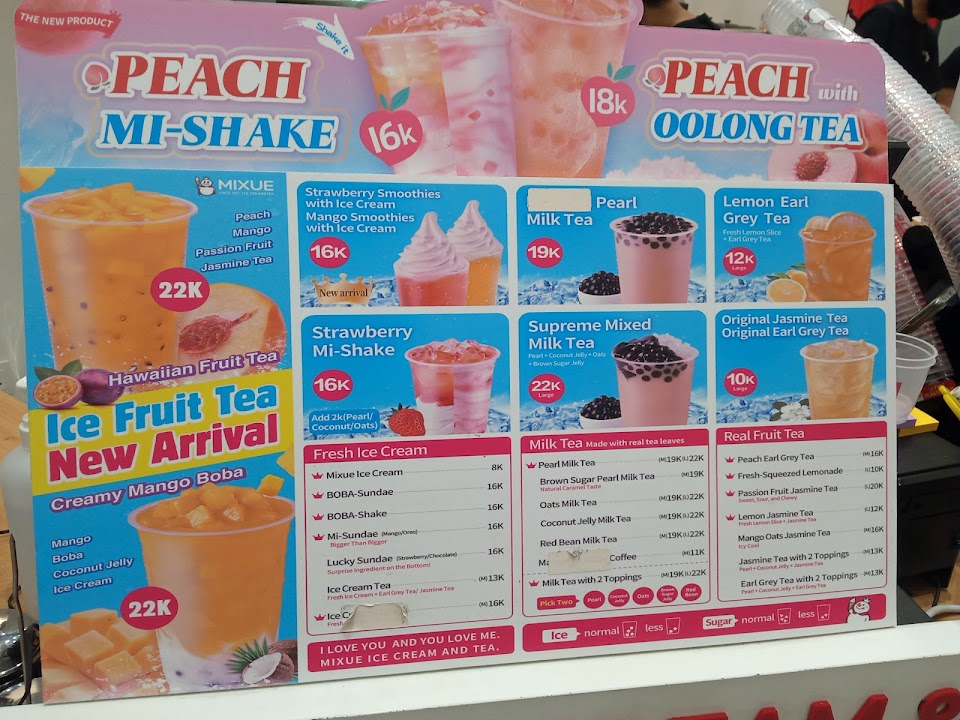 THE NEW PRODUCT
Shake it
PEACH
MI-SHAKE
16k
18k
PEACH with
OOLONG TEA
MIXUE
Peach
Mango
Passion Fruit
Jasmine Tea
22K
Hawaiian Fruit Tea
Ice Fruit Tea
New Arrival
Creamy Mango Boba
Mango
Boba
Coconut Jelly
Ice Cream
22K
Strawberry Smoothies
with Ice Cream
Mango Smoothies
with Ice Cream
16K
New arrival
Pearl
Milk Tea
19K
Lemon Earl
Grey Tea
Fresh Lemon Slice
+ Earl Grey Tea
12K
Large
Strawberry
Mi-Shake
16K
Add 2k(Pearl/
Coconut/Oats)
Supreme Mixed
Milk Tea
Pearl + Coconut Jelly + Oats
+ Brown Sugar Jelly
22K
Large
Original Jasmine Tea
Original Earl Grey Tea
10K
Large
Fresh Ice Cream
Mixue Ice Cream 8K
BOBA-Sundae 16K
BOBA-Shake 16K
Mi-Sundae (Mango/Oreo) 16K
Bigger Than Bigger
Lucky Sundae (Strawberry/Chocolate) 16K
Surprise Ingredient on the Bottom!
Ice Cream Tea (M)13K
Fresh Ice Cream + Earl Grey Tea/ Jasmine Tea
Ice C (M)16K
Fresh
I LOVE YOU AND YOU LOVE ME.
MIXUE ICE CREAM AND TEA.
Milk Tea Made with real tea leaves
Pearl Milk Tea (M)19K (L)22K
Brown Sugar Pearl Milk Tea (M)19K
Natural Caramel Taste
Oats Milk Tea (M)19K (L)22K
Coconut Jelly Milk Tea (M)19K (L)22K
Red Bean Milk Tea (M)19K (L)22K
Ma Coffee (M)11K
Milk Tea with 2 Toppings (M)19K (L)22K
Pick Two Pearl Coconut Jelly Oats Brown Sugar Jelly Red Bean
Real Fruit Tea
Peach Earl Grey Tea (M)16K
Fresh-Squeezed Lemonade (L)10K
Passion Fruit Jasmine Tea (L)20K
Sweet, Sour, and Chewy
Lemon Jasmine Tea (L)12K
Fresh Lemon Slice + Jasmine Tea
Mango Oats Jasmine Tea (M)16K
Icy Cool
Jasmine Tea with 2 Toppings (M)13K
Pearl + Coconut Jelly + Jasmine Tea
Earl Grey Tea with 2 Toppings (M)13K
Pearl + Coconut Jelly + Earl Grey Tea
Ice normal less Sugar normal less